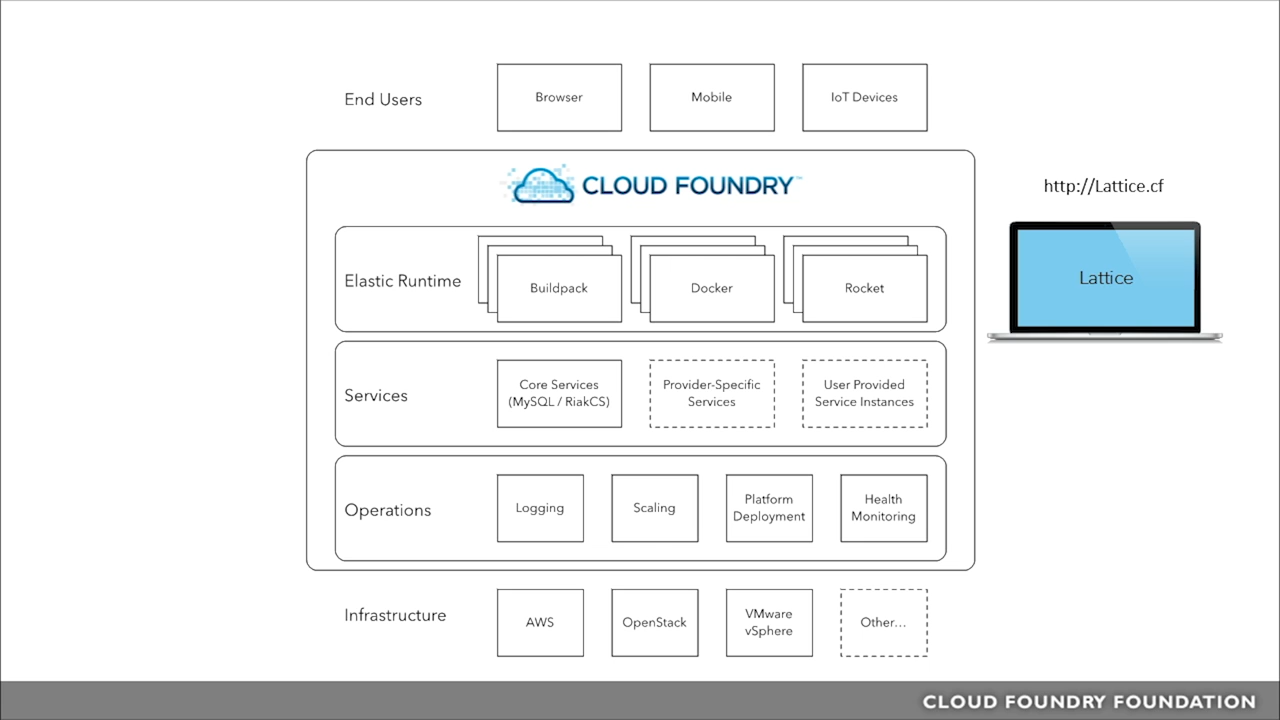 End Users
Browser
Mobile
IoT Devices
CLOUD FOUNDRY™
http://Lattice.cf
Lattice
Elastic Runtime
Buildpack
Docker
Rocket
Services
Core Services
(MySQL / RiakCS)
Provider-Specific
Services
User Provided
Service Instances
Operations
Logging
Scaling
Platform
Deployment
Health
Monitoring
Infrastructure
AWS
OpenStack
VMware
vSphere
Other...
CLOUD FOUNDRY FOUNDATION